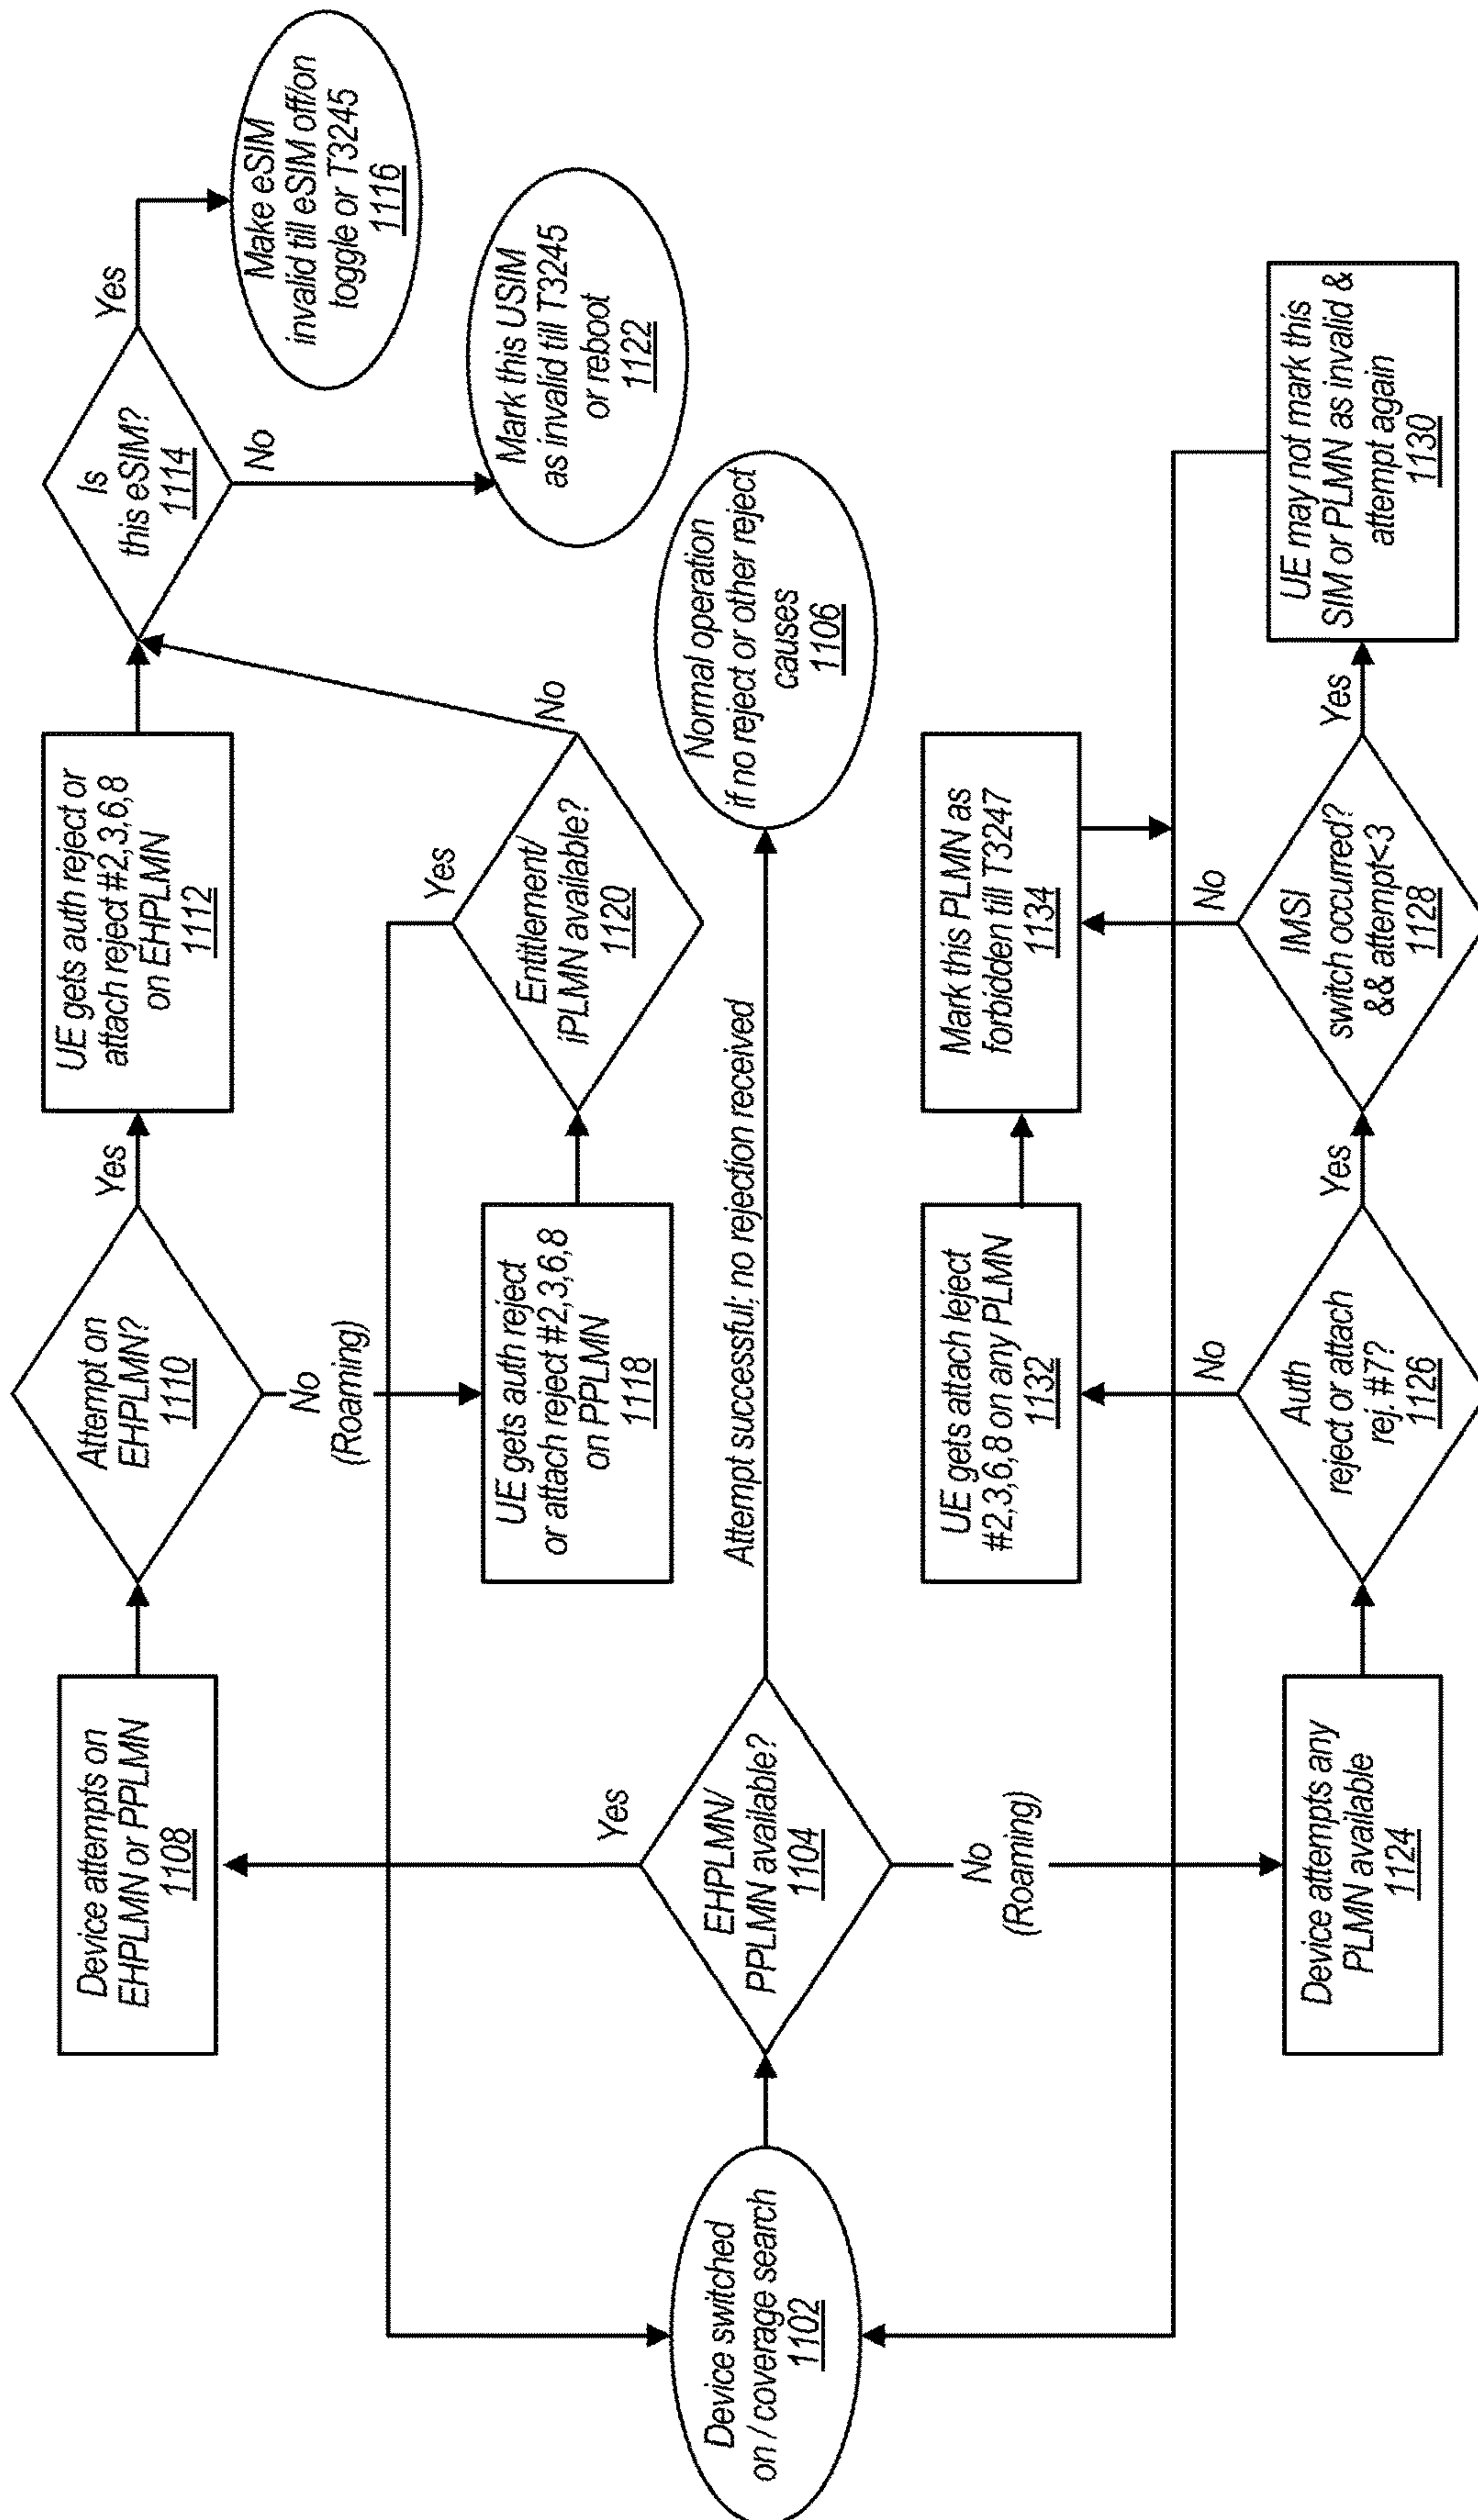 Device switched
on / coverage search
1102
EHPLMN/
PPLMN available?
1104
Yes
No
(Roaming)
Attempt successful; no rejection received
Normal operation
if no reject or other reject
causes
1106
Device attempts on
EHPLMN or PPLMN
1108
Attempt on
EHPLMN?
1110
Yes
No
(Roaming)
UE gets auth reject or
attach reject #2,3,6,8
on EHPLMN
1112
Is
this eSIM?
1114
Yes
No
Make eSIM
invalid till eSIM off/on
toggle or T3245
1116
UE gets auth reject
or attach reject #2,3,6,8
on PPLMN
1118
Entitlement/
iPLMN available?
1120
Yes
No
Mark this USIM
as invalid till T3245
or reboot
1122
Device attempts any
PLMN available
1124
Auth
reject or attach
rej. #7?
1126
Yes
No
IMSI
switch occurred?
&& attempt<3
1128
Yes
No
UE may not mark this
SIM or PLMN as invalid &
attempt again
1130
UE gets attach leject
#2,3,6,8 on any PLMN
1132
Mark this PLMN as
forbidden till T3247
1134